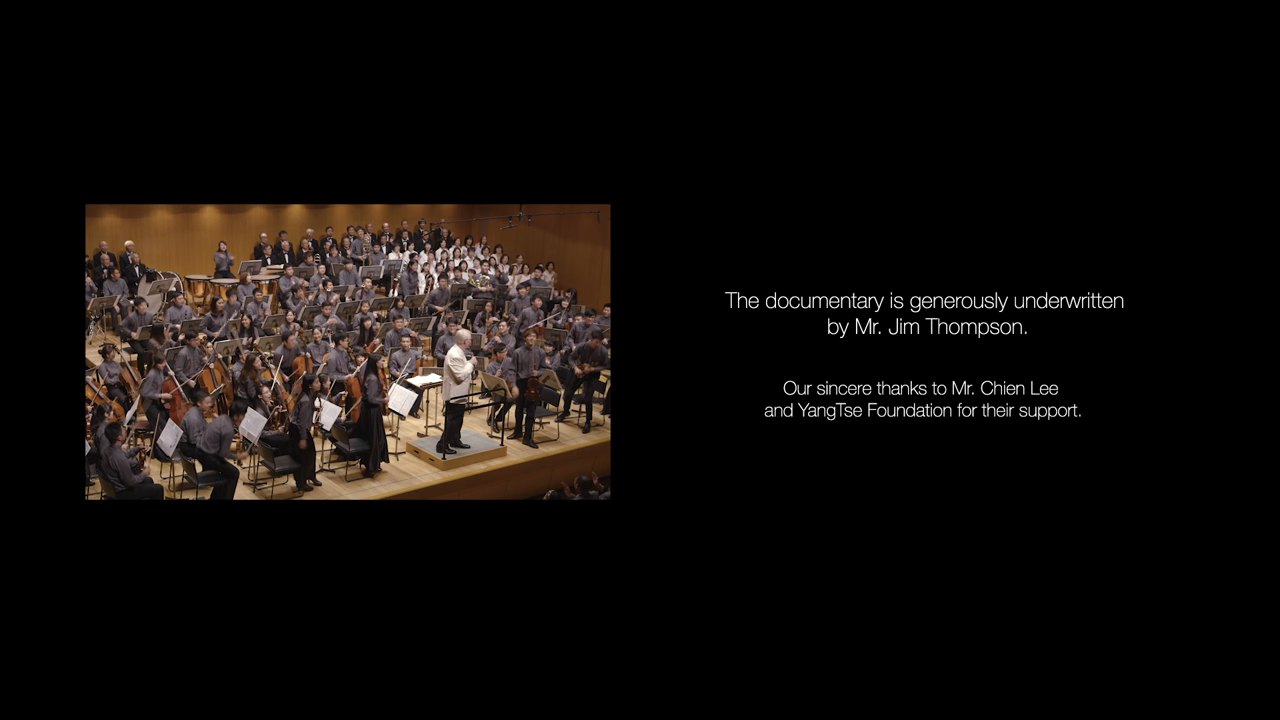 The documentary is generously underwritten
by Mr. Jim Thompson.
Our sincere thanks to Mr. Chien Lee
and YangTse Foundation for their support.